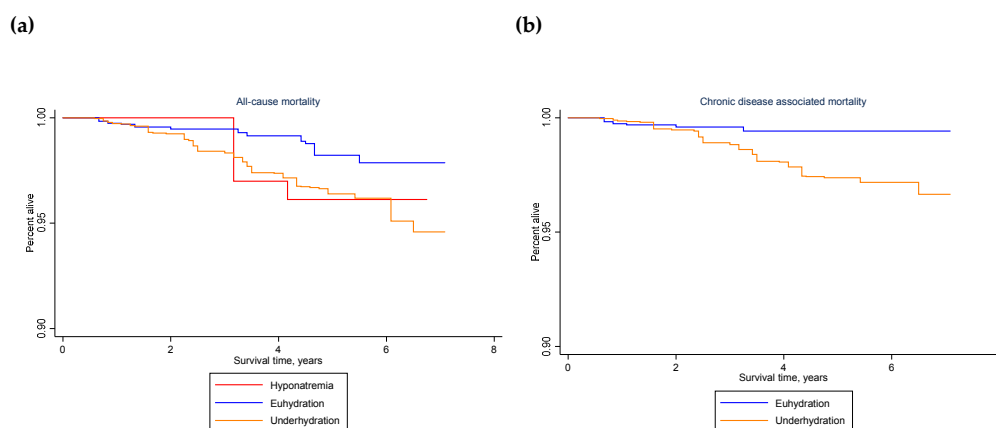 (a)
All-cause mortality
Percent alive
1.00
0.95
0.90
0
2
4
6
8
Survival time, years
Hyponatremia
Euhydration
Underhydration
(b)
Chronic disease associated mortality
Percent alive
1.00
0.95
0.90
0
2
4
6
Survival time, years
Euhydration
Underhydration